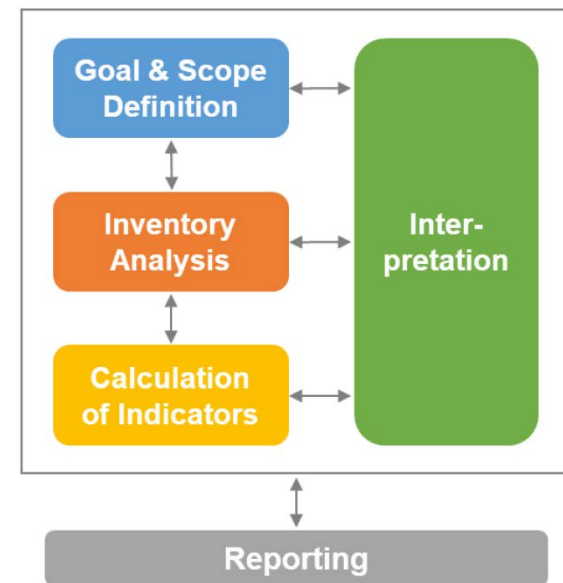 Goal & Scope
Definition
Inventory
Analysis
Inter-
pretation
Calculation
of Indicators
Reporting